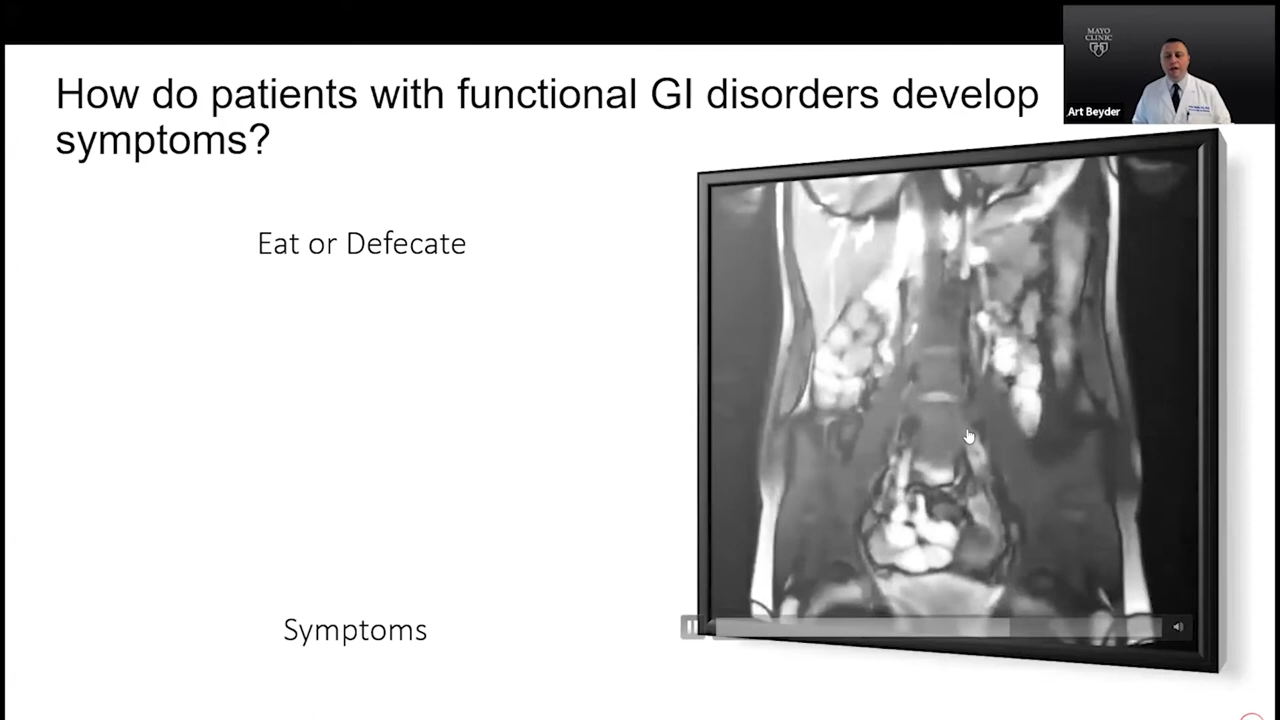 How do patients with functional GI disorders develop
symptoms?
MAYO
CLINIC
Art Beyder
Eat or Defecate
Symptoms